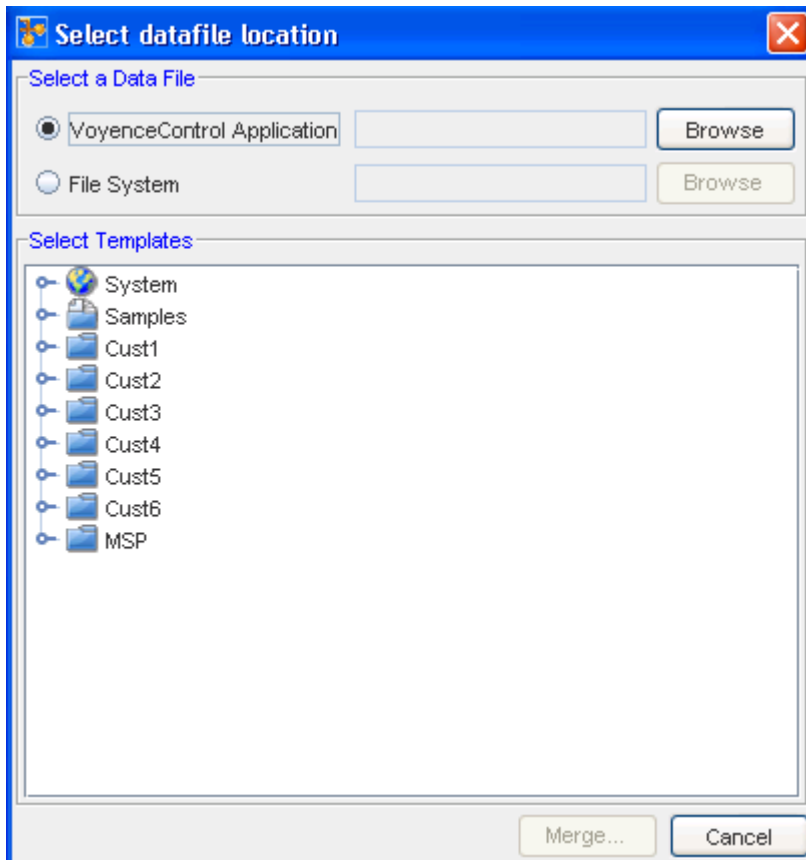 Select datafile location
Select a Data File
VoyenceControl Application Browse
File System Browse
Select Templates
System
Samples
Cust1
Cust2
Cust3
Cust4
Cust5
Cust6
MSP
Merge... Cancel